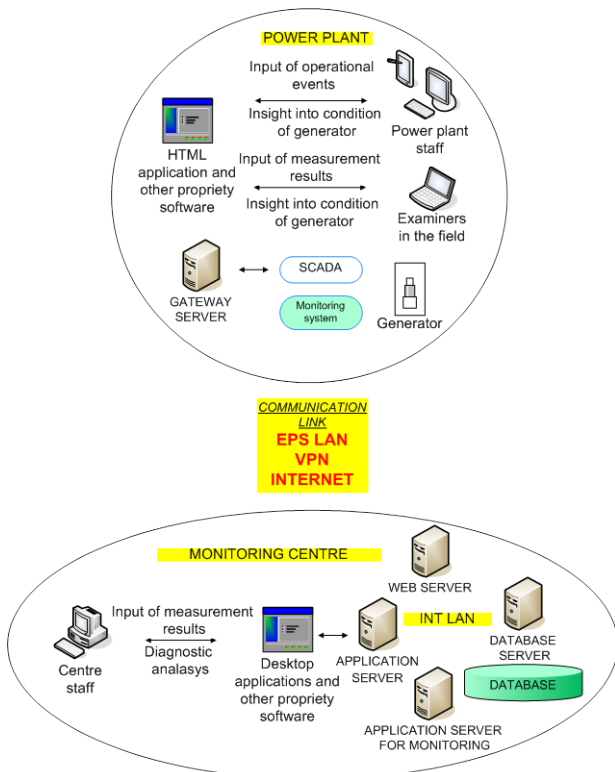 POWER PLANT
Input of operational
events
Insight into condition
of generator
Power plant
staff
HTML
application and
other propriety
software
Input of measurement
results
Insight into condition
of generator
Examiners
in the field
GATEWAY
SERVER
SCADA
Monitoring
system
Generator
COMMUNICATION
LINK
EPS LAN
VPN
INTERNET
MONITORING CENTRE
WEB SERVER
Input of measurement
results
Diagnostic
analasys
Centre
staff
Desktop
applications and
other propriety
software
APPLICATION
SERVER
INT LAN
DATABASE
SERVER
DATABASE
APPLICATION SERVER
FOR MONITORING